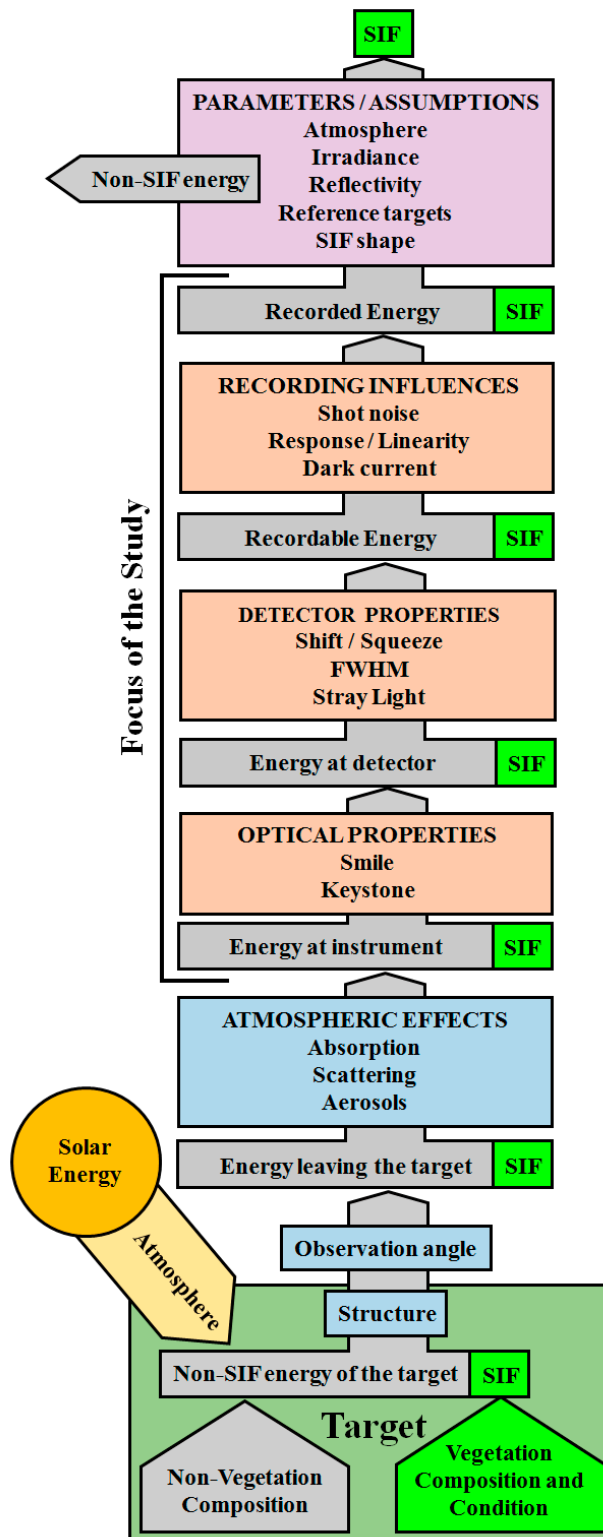 SIF
PARAMETERS / ASSUMPTIONS
Atmosphere
Irradiance
Reflectivity
Reference targets
SIF shape
Non-SIF energy
Recorded Energy
SIF
RECORDING INFLUENCES
Shot noise
Response / Linearity
Dark current
Recordable Energy
SIF
Focus of the Study
DETECTOR PROPERTIES
Shift / Squeeze
FWHM
Stray Light
Energy at detector
SIF
OPTICAL PROPERTIES
Smile
Keystone
Energy at instrument
SIF
ATMOSPHERIC EFFECTS
Absorption
Scattering
Aerosols
Solar
Energy
Energy leaving the target
SIF
Atmosphere
Observation angle
Structure
Non-SIF energy of the target
SIF
Target
Non-Vegetation
Composition
Vegetation
Composition and
Condition